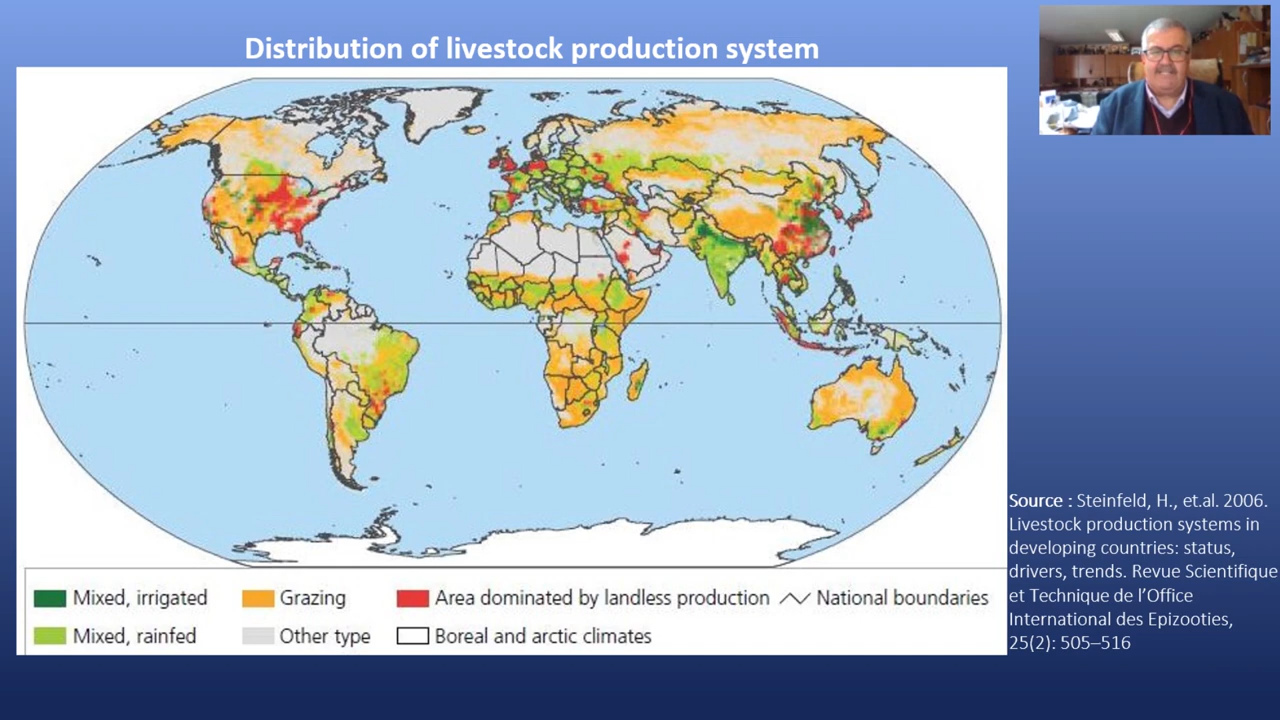 Distribution of livestock production system
Mixed, irrigated
Grazing
Area dominated by landless production
National boundaries
Mixed, rainfed
Other type
Boreal and arctic climates
Source : Steinfeld, H., et.al. 2006.
Livestock production systems in
developing countries: status,
drivers, trends. Revue Scientifique
et Technique de l’Office
International des Epizooties,
25(2): 505–516